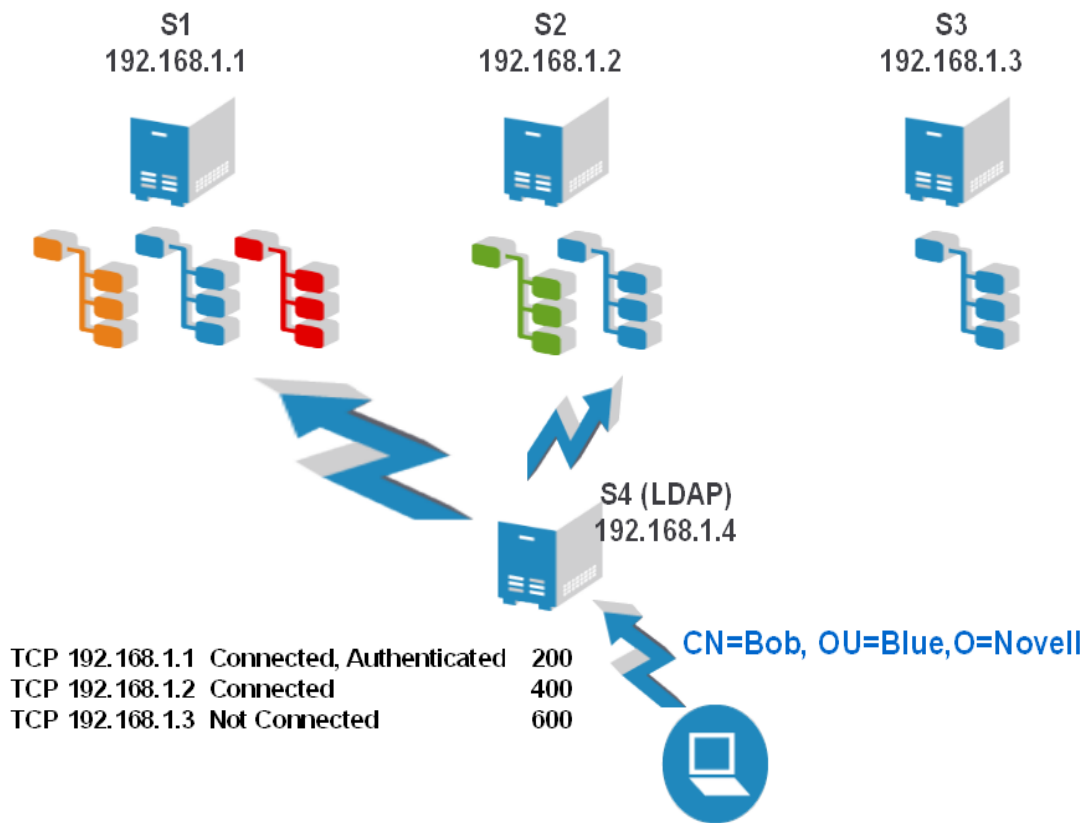 S1
192.168.1.1
S2
192.168.1.2
S3
192.168.1.3
S4 (LDAP)
192.168.1.4
CN=Bob, OU=Blue,O=Novell
TCP 192.168.1.1 Connected, Authenticated 200
TCP 192.168.1.2 Connected 400
TCP 192.168.1.3 Not Connected 600